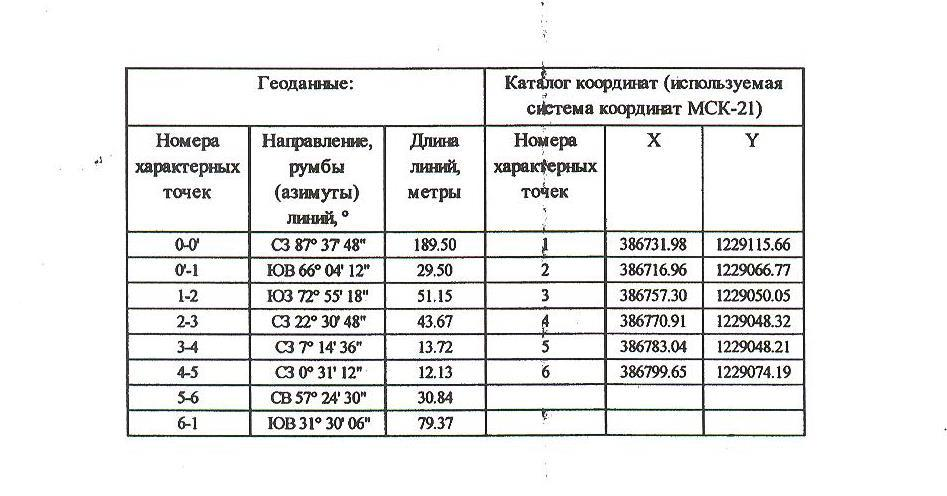 Геоданные: Каталог координат (используемая
система координат МСК-21)
Номера Направление, Длина Номера X Y
характерных румбы линий, характерных
точек (азимуты) метры точек
линий, °
0-0' СЗ 87° 37' 48" 189.50 1 386731.98 1229115.66
0'-1 ЮВ 66° 04' 12" 29.50 2 386716.96 1229066.77
1-2 ЮЗ 72° 55' 18" 51.15 3 386757.30 1229050.05
2-3 СЗ 22° 30' 48" 43.67 4 386770.91 1229048.32
3-4 СЗ 7° 14' 36" 13.72 5 386783.04 1229048.21
4-5 СЗ 0° 31' 12" 12.13 6 386799.65 1229074.19
5-6 СВ 57° 24' 30" 30.84
6-1 ЮВ 31° 30' 06" 79.37